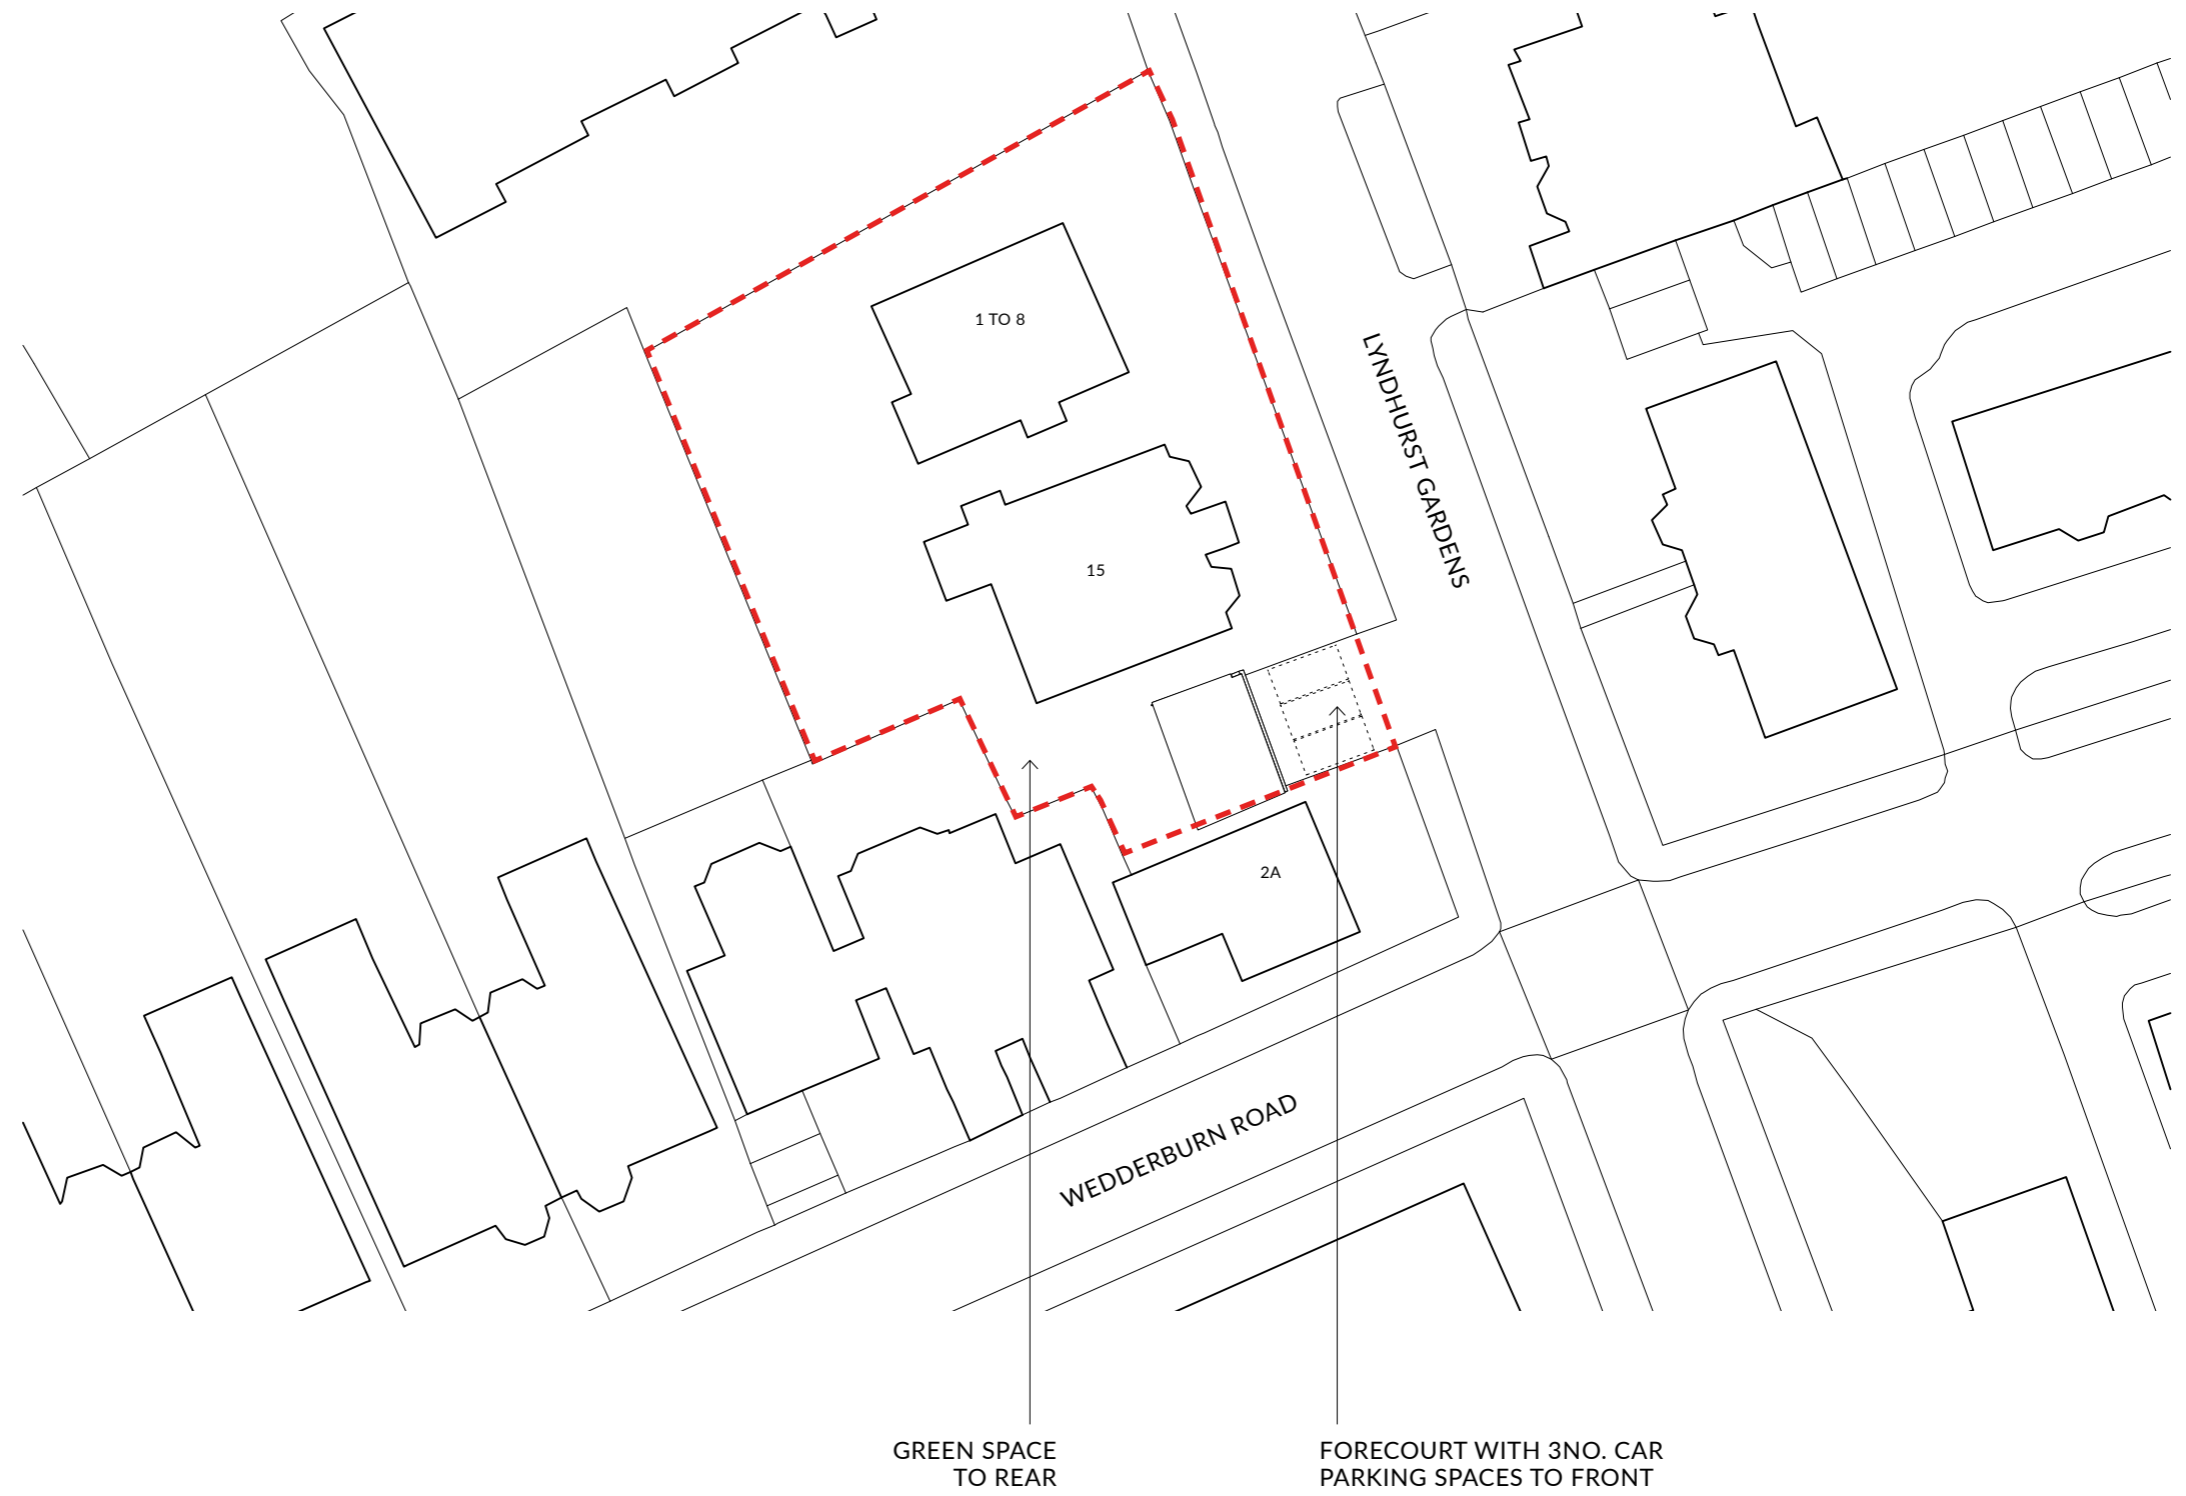 1 TO 8
LYNDHURST GARDENS
15
2A
WEDDERBURN ROAD
GREEN SPACE
TO REAR
FORECOURT WITH 3NO. CAR
PARKING SPACES TO FRONT